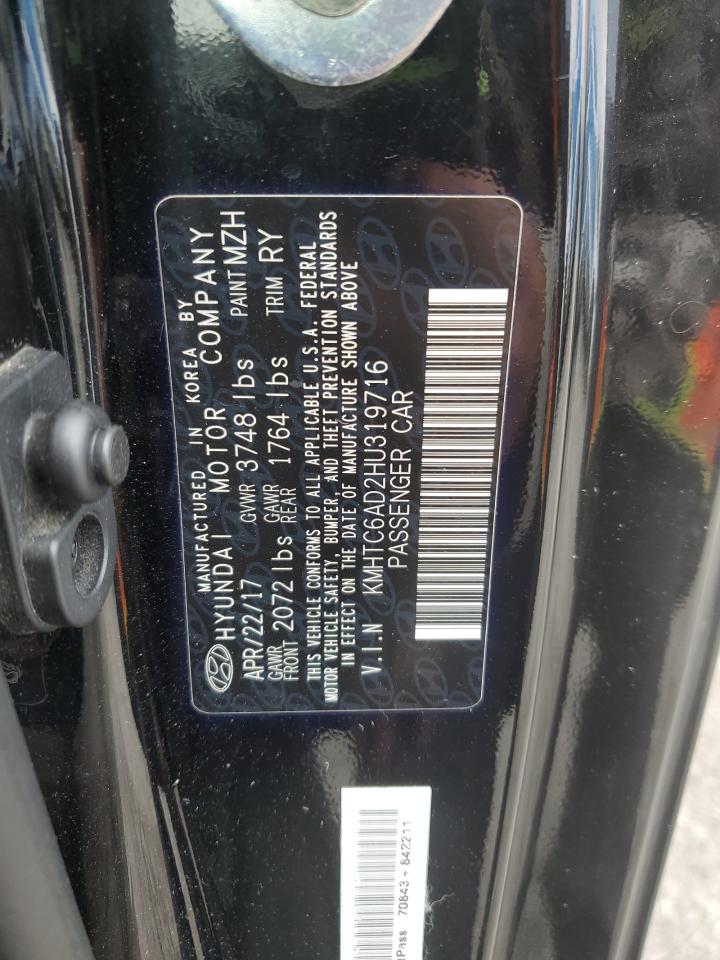 MANUFACTURED IN KOREA BY
HYUNDAI MOTOR COMPANY
APR/22/17 GVWR 3748 lbs PAINT MZH
GAWR FRONT 2072 lbs GAWR REAR 1764 lbs TRIM RY
THIS VEHICLE CONFORMS TO ALL APPLICABLE U.S.A. FEDERAL
MOTOR VEHICLE SAFETY, BUMPER, AND THEFT PREVENTION STANDARDS
IN EFFECT ON THE DATE OF MANUFACTURE SHOWN ABOVE
V.I.N KMHTC6AD2HU319716
PASSENGER CAR
Pass 70843 + 842211